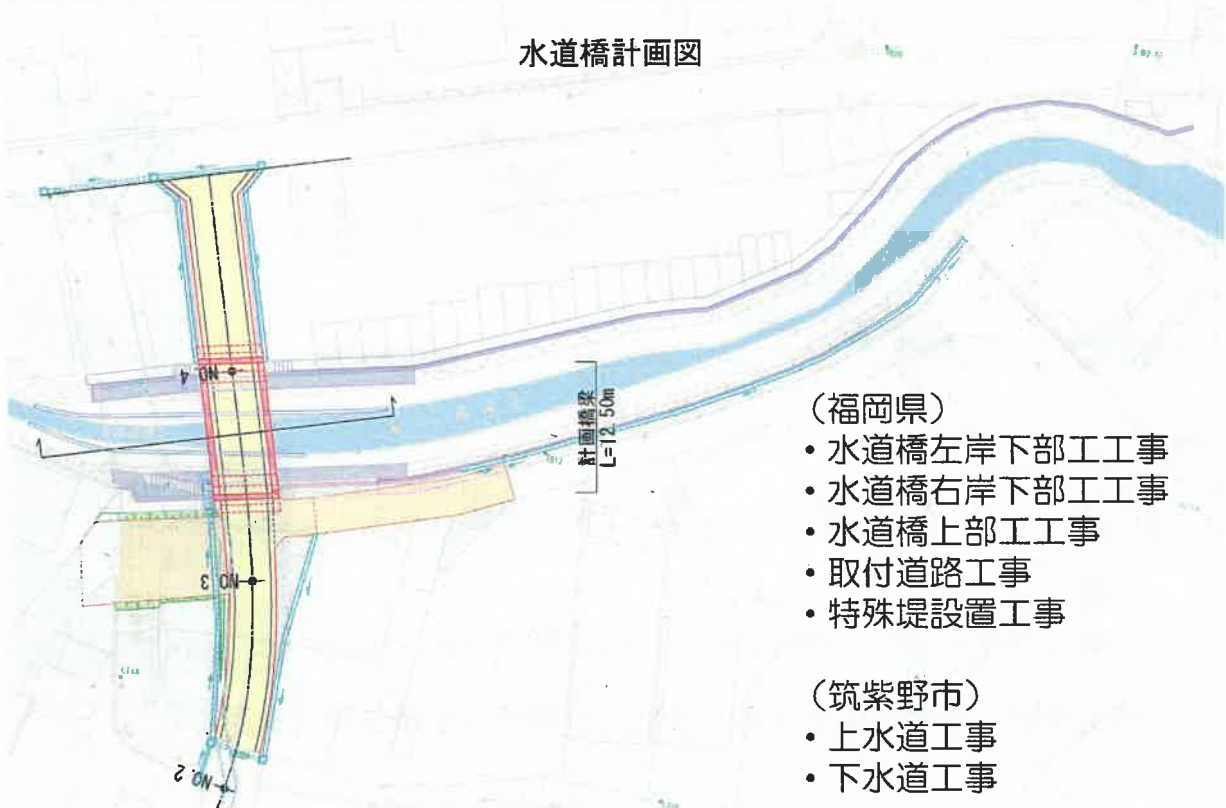 水道橋計画図
NO.4
計画橋梁
L=12.50m
NO.3
NO.2
（福岡県）
・水道橋左岸下部工工事
・水道橋右岸下部工工事
・水道橋上部工工事
・取付道路工事
・特殊堤設置工事
（筑紫野市）
・上水道工事
・下水道工事